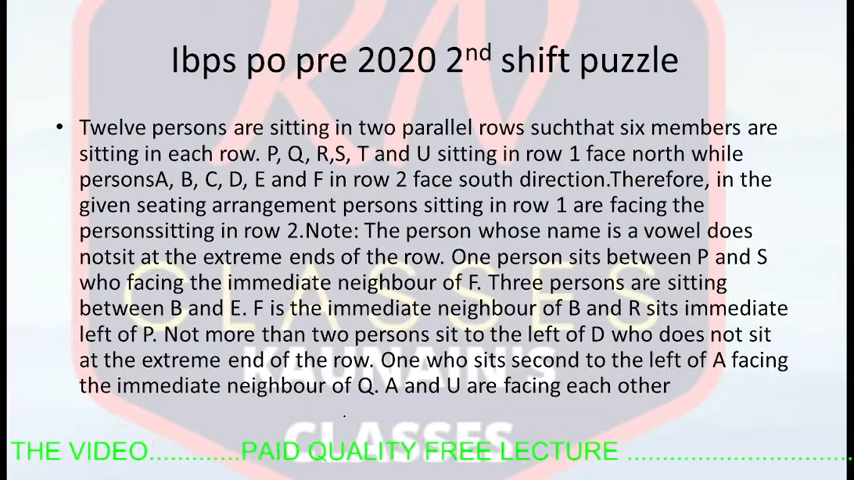 Ibps po pre 2020 2nd shift puzzle
• Twelve persons are sitting in two parallel rows suchthat six members are
sitting in each row. P, Q, R,S, T and U sitting in row 1 face north while
personsA, B, C, D, E and F in row 2 face south direction.Therefore, in the
given seating arrangement persons sitting in row 1 are facing the
personssitting in row 2.Note: The person whose name is a vowel does
notsit at the extreme ends of the row. One person sits between P and S
who facing the immediate neighbour of F. Three persons are sitting
between B and E. F is the immediate neighbour of B and R sits immediate
left of P. Not more than two persons sit to the left of D who does not sit
at the extreme end of the row. One who sits second to the left of A facing
the immediate neighbour of Q. A and U are facing each other
KN
CLASSES
KAUNAIN'S
CLASSES
THE VIDEO.............PAID QUALITY FREE LECTURE ..................................